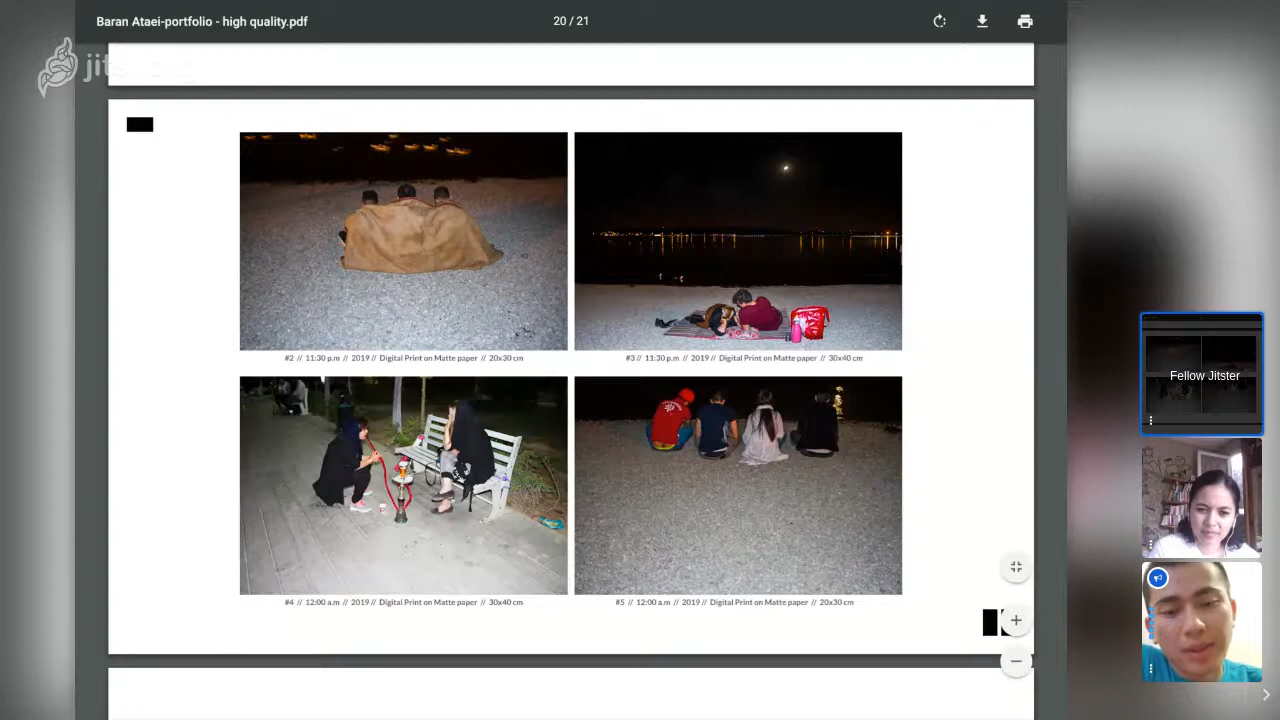 Baran Ataei-portfolio - high quality.pdf
20 / 21
#2 // 11:30 p.m // 2019 // Digital Print on Matte paper // 20x30 cm
#3 // 11:30 p.m // 2019 // Digital Print on Matte paper // 30x40 cm
#4 // 12:00 a.m // 2019 // Digital Print on Matte paper // 30x40 cm
#5 // 12:00 a.m // 2019 // Digital Print on Matte paper // 20x30 cm
Fellow Jitster